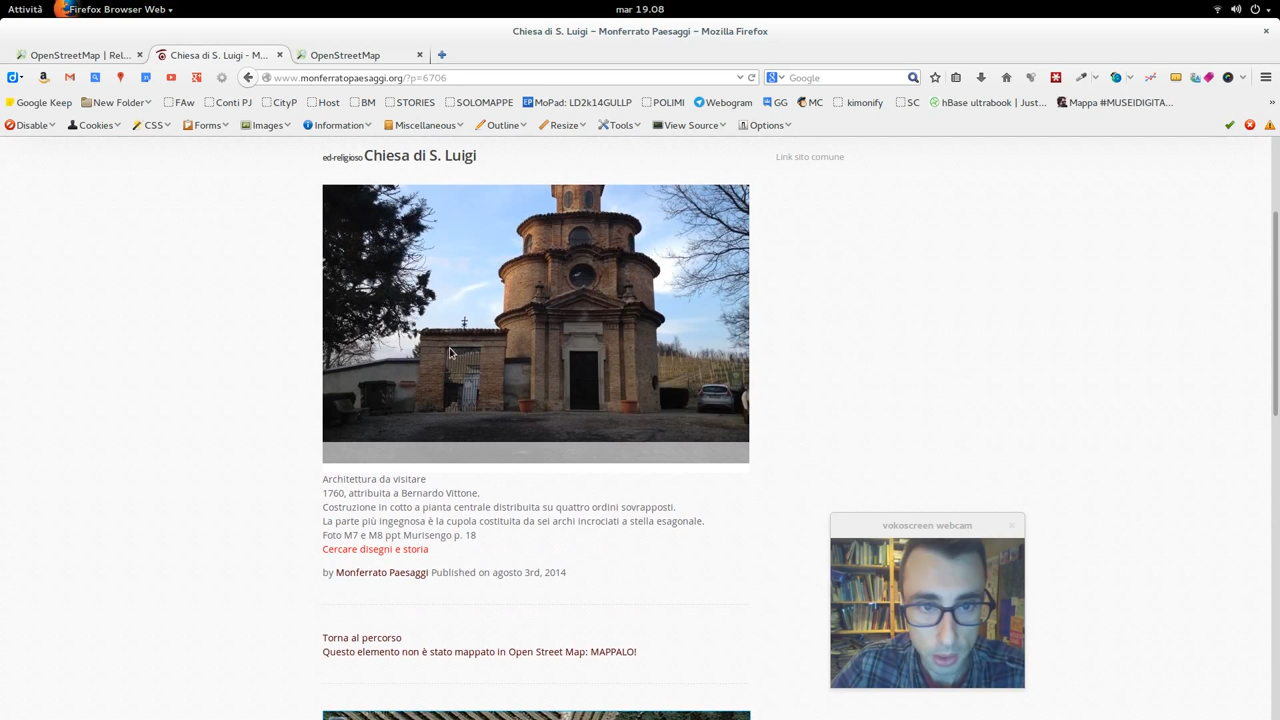 Attività Firefox Browser Web mar 19.08
Chiesa di S. Luigi – Monferrato Paesaggi – Mozilla Firefox
OpenStreetMap | Rel... Chiesa di S. Luigi - M... OpenStreetMap
www.monferratopaesaggi.org/?p=6706 Google
Google Keep New Folder FAw Conti PJ CityP Host BM STORIES SOLOMAPPE MoPad: LD2k14GULLP POLIMI Webogram GG MC kimonify SC hBase ultrabook | Just... Mappa #MUSEIDIGITA...
Disable Cookies CSS Forms Images Information Miscellaneous Outline Resize Tools View Source Options
ed-religioso Chiesa di S. Luigi
Link sito comune
Architettura da visitare
1760, attribuita a Bernardo Vittone.
Costruzione in cotto a pianta centrale distribuita su quattro ordini sovrapposti.
La parte più ingegnosa è la cupola costituita da sei archi incrociati a stella esagonale.
Foto M7 e M8 ppt Murisengo p. 18
Cercare disegni e storia
by Monferrato Paesaggi Published on agosto 3rd, 2014
Torna al percorso
Questo elemento non è stato mappato in Open Street Map: MAPPALO!
vokoscreen webcam